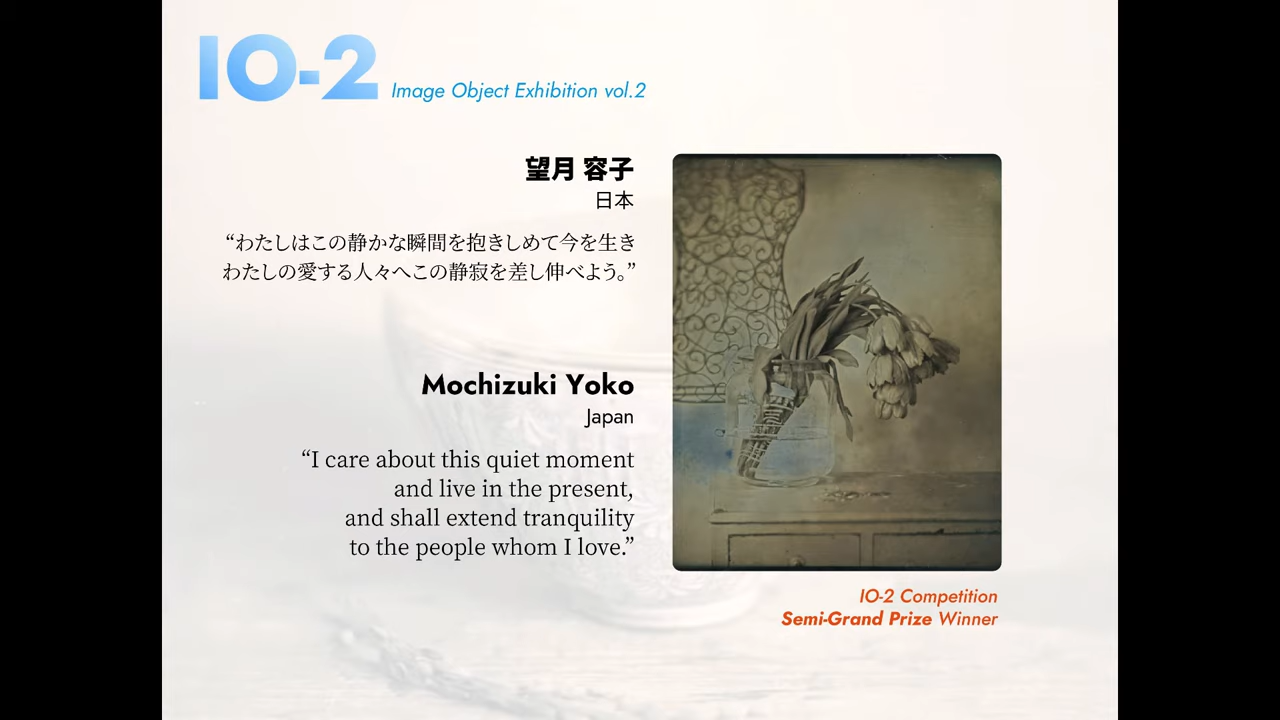 IO-2 Image Object Exhibition vol.2
望月 容子
日本
“わたしはこの静かな瞬間を抱きしめて今を生き
わたしの愛する人々へこの静寂を差し伸べよう。”
Mochizuki Yoko
Japan
“I care about this quiet moment
and live in the present,
and shall extend tranquility
to the people whom I love.”
IO-2 Competition
Semi-Grand Prize Winner